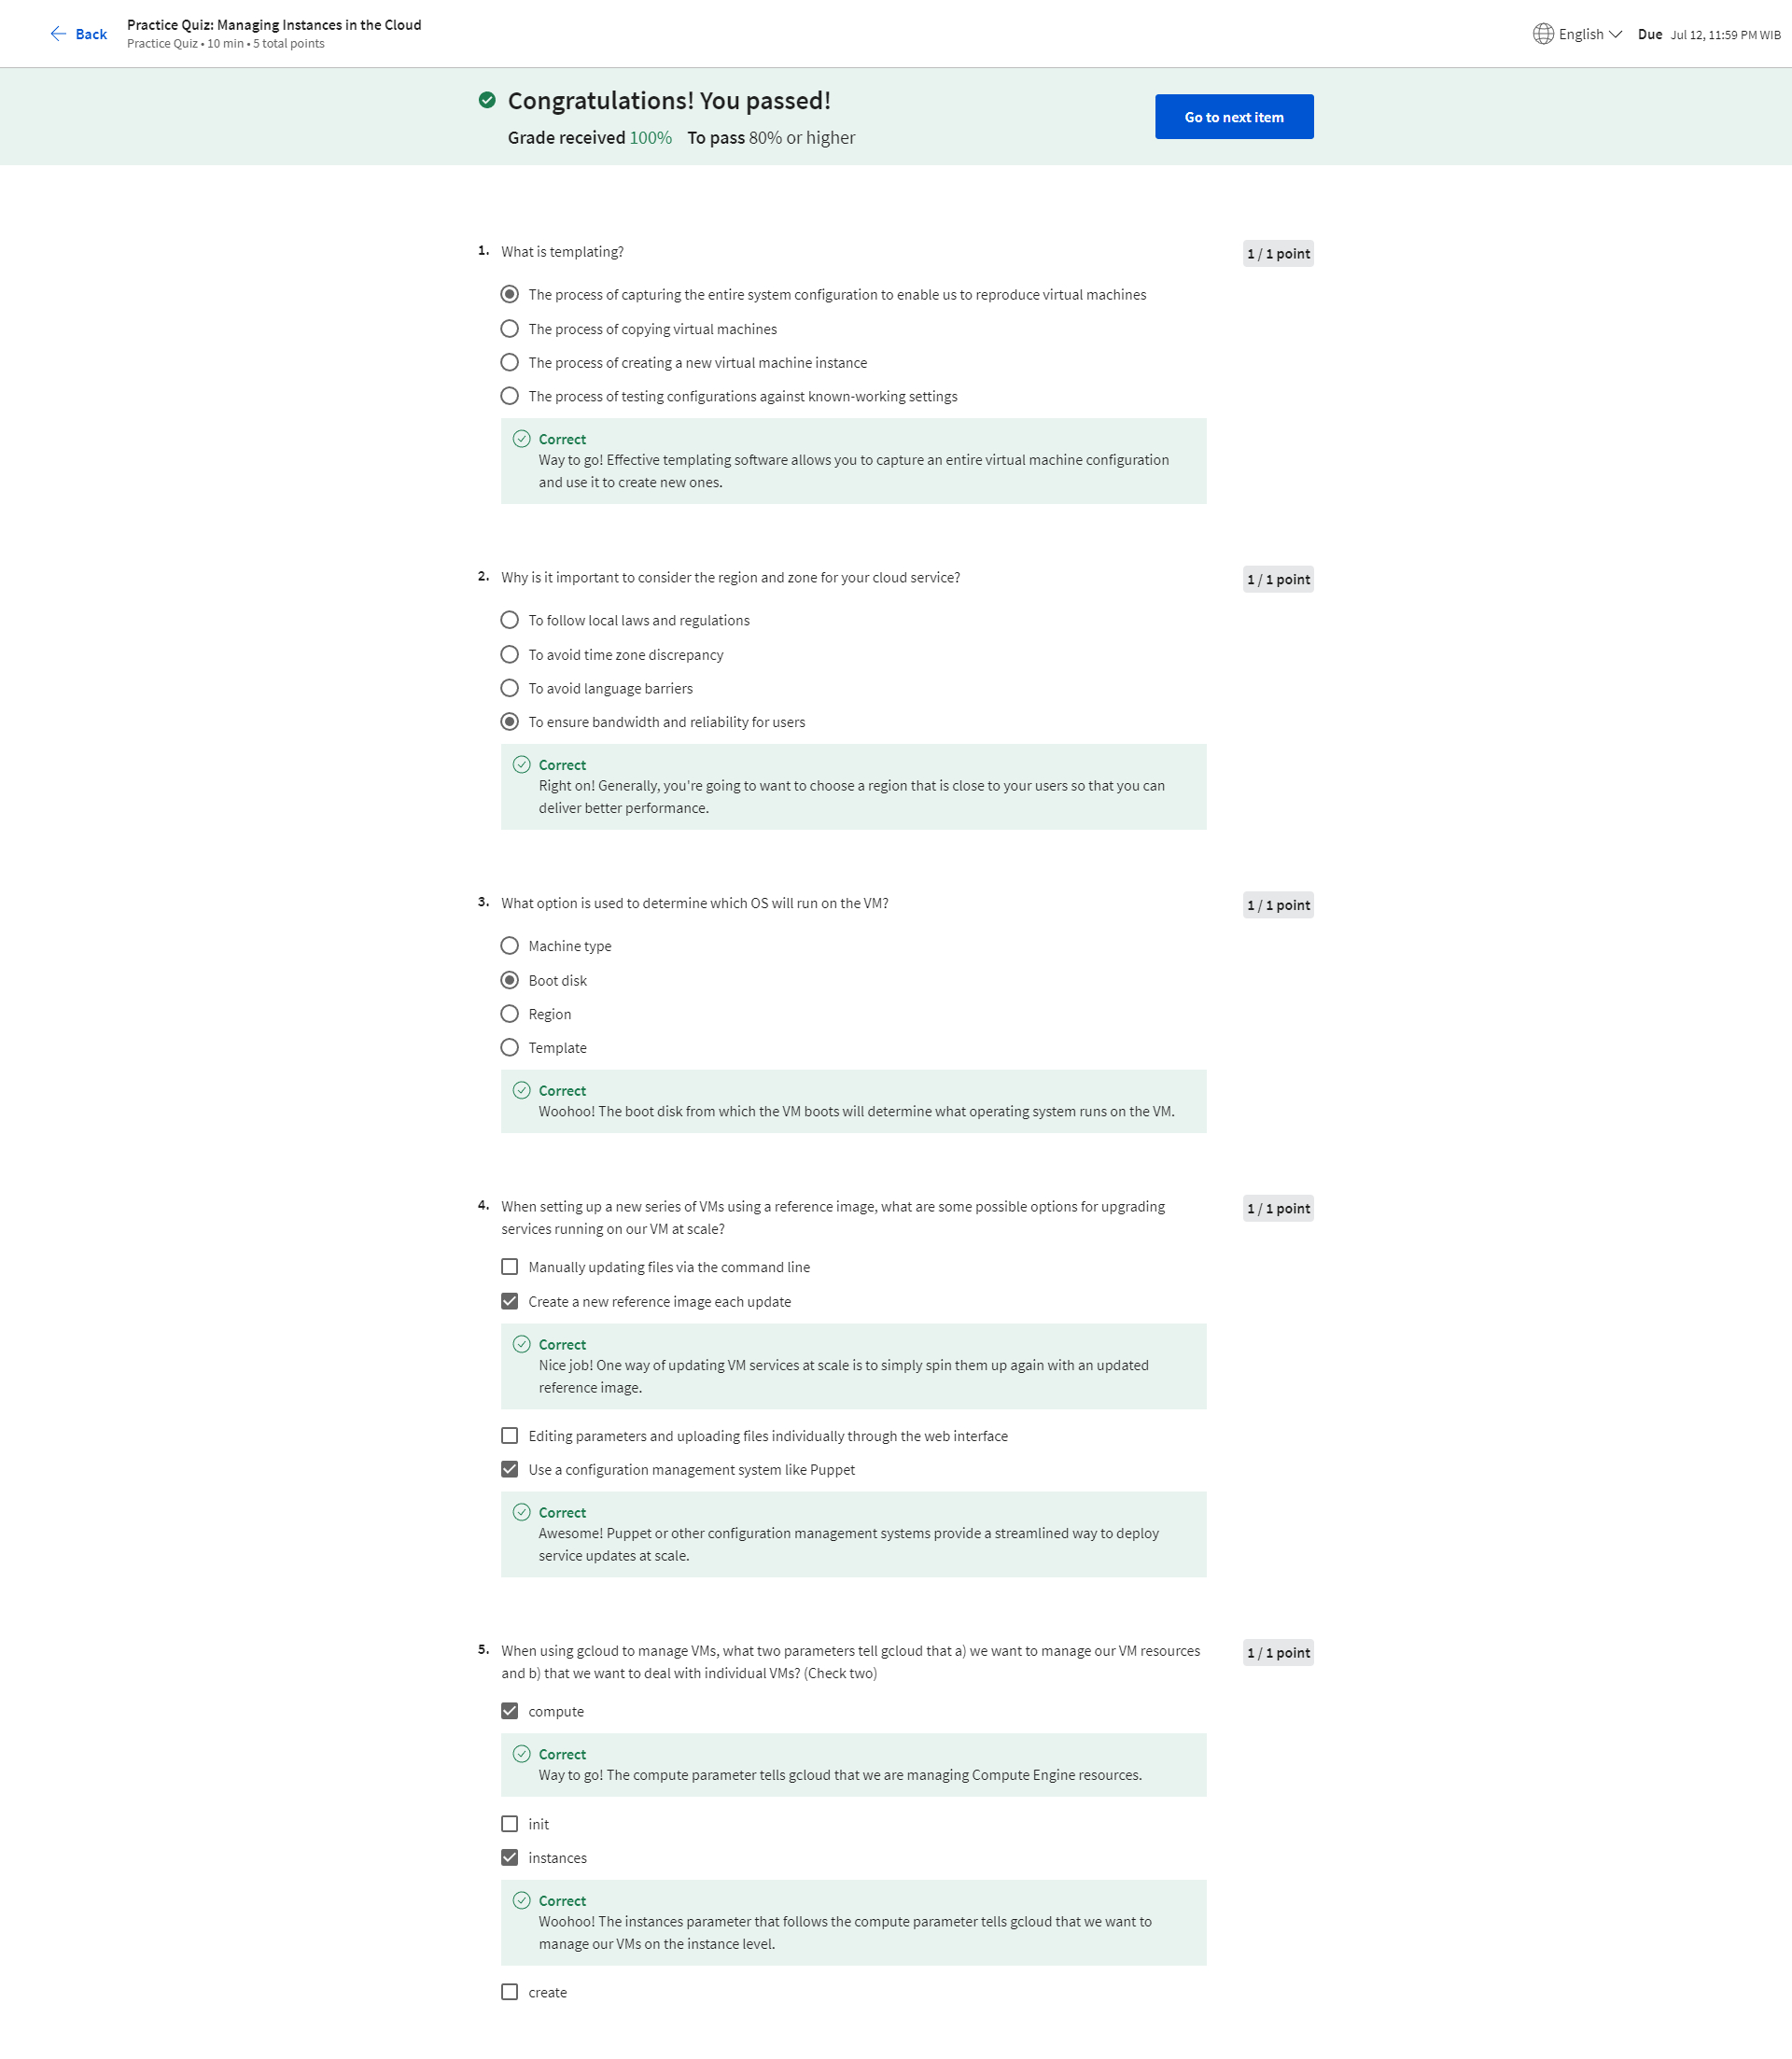 Back
Practice Quiz: Managing Instances in the Cloud
Practice Quiz • 10 min • 5 total points
English
Due Jul 12, 11:59 PM WIB
Congratulations! You passed!
Grade received 100% To pass 80% or higher
Go to next item
1. What is templating?
1 / 1 point
The process of capturing the entire system configuration to enable us to reproduce virtual machines
The process of copying virtual machines
The process of creating a new virtual machine instance
The process of testing configurations against known-working settings
Correct
Way to go! Effective templating software allows you to capture an entire virtual machine configuration
and use it to create new ones.
2. Why is it important to consider the region and zone for your cloud service?
1 / 1 point
To follow local laws and regulations
To avoid time zone discrepancy
To avoid language barriers
To ensure bandwidth and reliability for users
Correct
Right on! Generally, you're going to want to choose a region that is close to your users so that you can
deliver better performance.
3. What option is used to determine which OS will run on the VM?
1 / 1 point
Machine type
Boot disk
Region
Template
Correct
Woohoo! The boot disk from which the VM boots will determine what operating system runs on the VM.
4. When setting up a new series of VMs using a reference image, what are some possible options for upgrading
services running on our VM at scale?
1 / 1 point
Manually updating files via the command line
Create a new reference image each update
Correct
Nice job! One way of updating VM services at scale is to simply spin them up again with an updated
reference image.
Editing parameters and uploading files individually through the web interface
Use a configuration management system like Puppet
Correct
Awesome! Puppet or other configuration management systems provide a streamlined way to deploy
service updates at scale.
5. When using gcloud to manage VMs, what two parameters tell gcloud that a) we want to manage our VM resources
and b) that we want to deal with individual VMs? (Check two)
1 / 1 point
compute
Correct
Way to go! The compute parameter tells gcloud that we are managing Compute Engine resources.
init
instances
Correct
Woohoo! The instances parameter that follows the compute parameter tells gcloud that we want to
manage our VMs on the instance level.
create